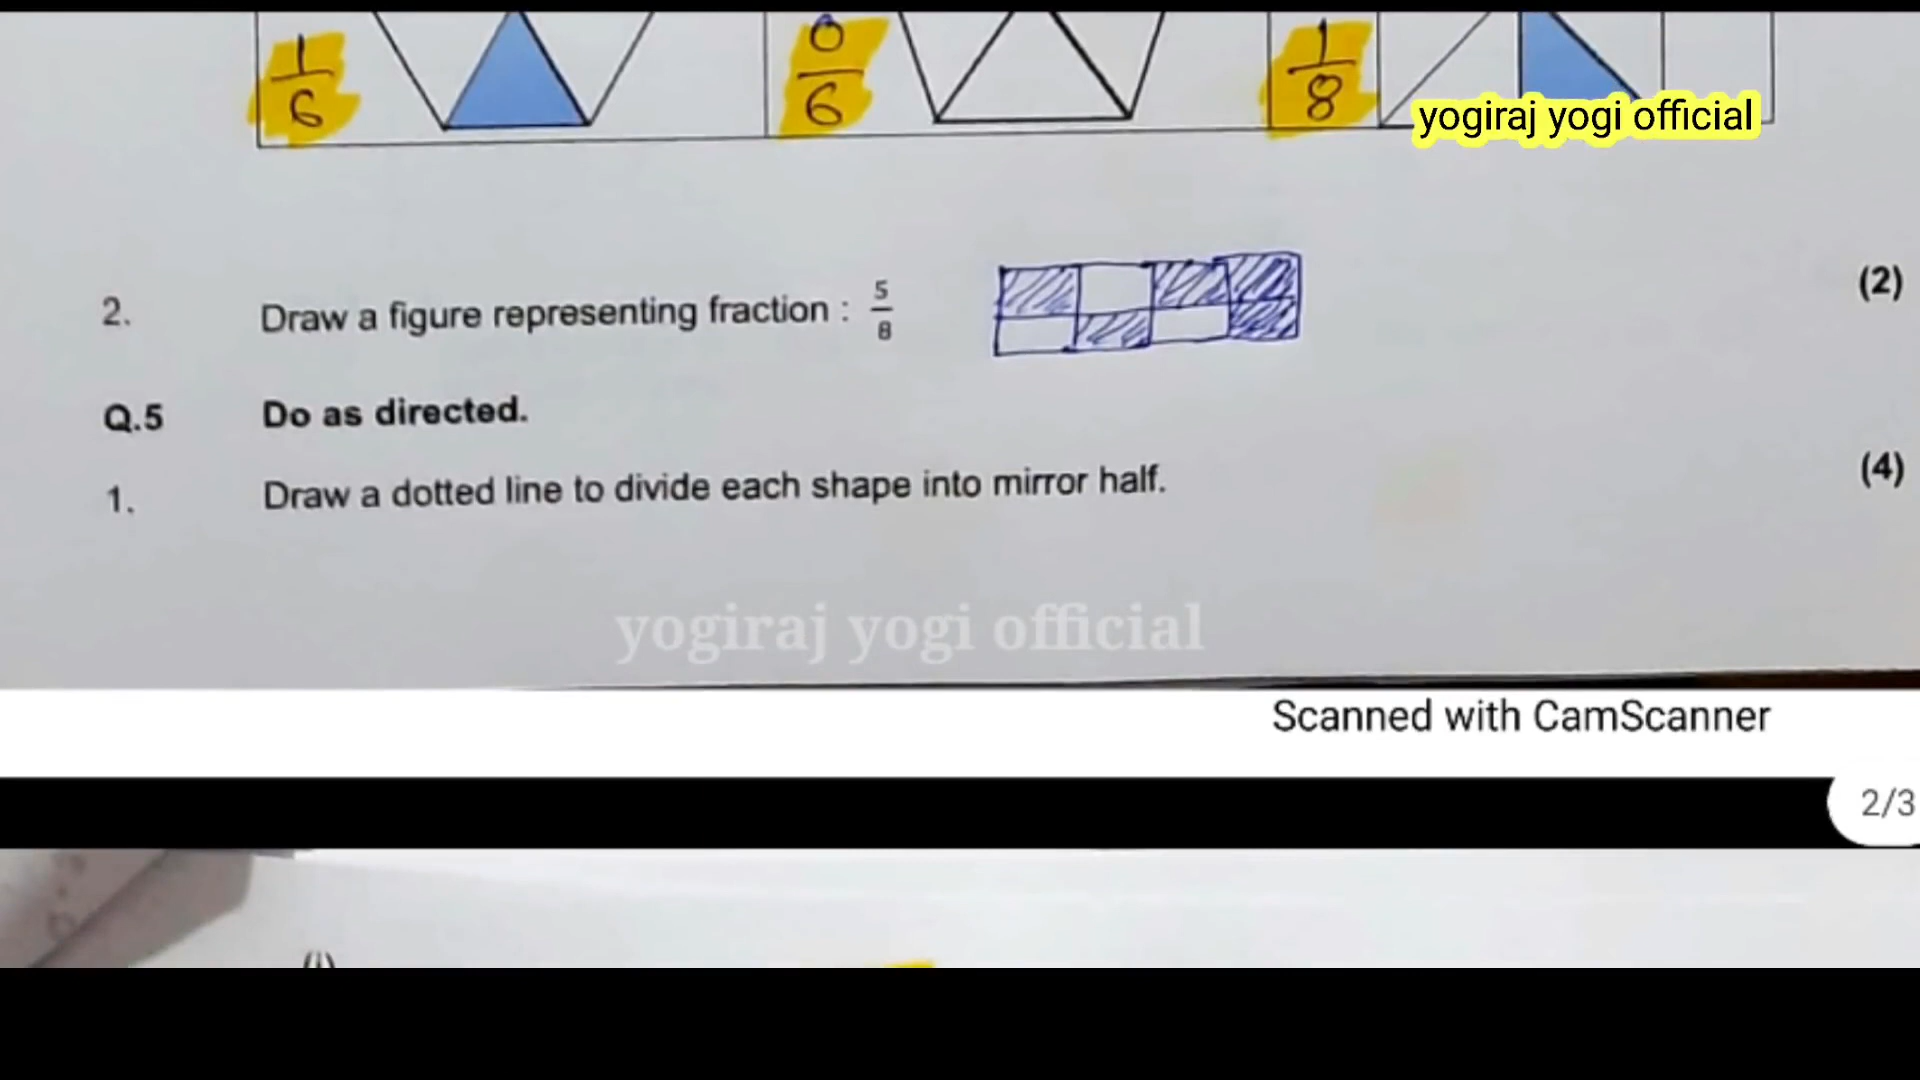 1/6 0/6 1/8
yogiraj yogi official
2. Draw a figure representing fraction : 5/8 (2)
Q.5 Do as directed.
1. Draw a dotted line to divide each shape into mirror half. (4)
yogiraj yogi official
Scanned with CamScanner
2/3